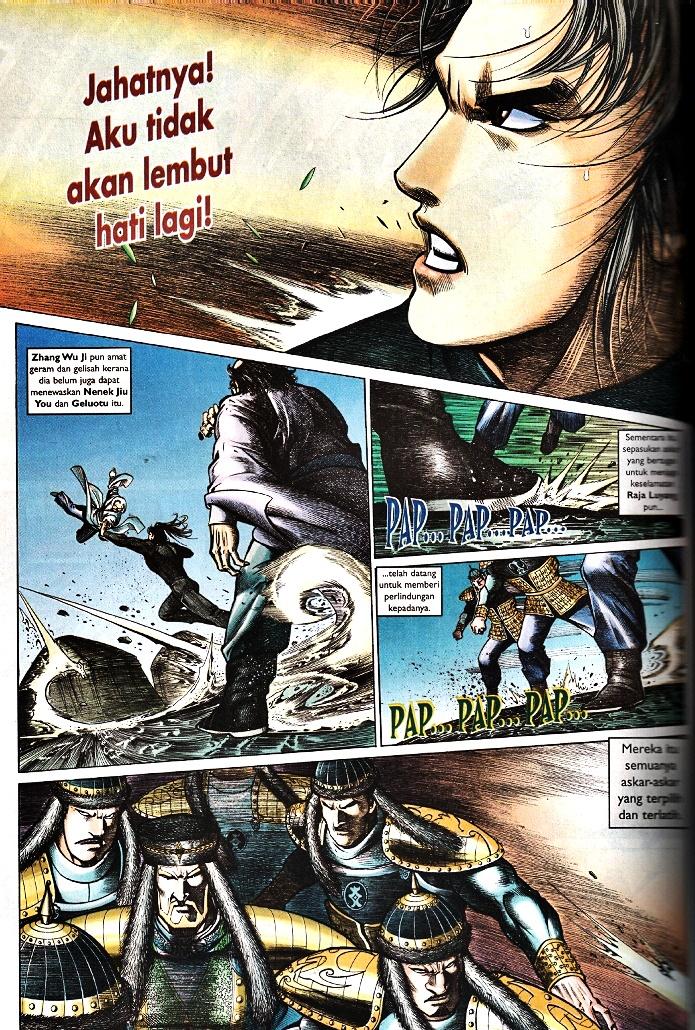 Jahatnya!
Aku tidak
akan lembut
hati lagi!
Zhang Wu Ji pun amat
geram dan gelisah kerana
dia belum juga dapat
menewaskan Nenek Jiu
You dan Geluotu itu.
Sementara itu
sepasukan
yang
untuk
keselamatan
Raja Luyang
pun...
PAP... PAP... PAP...
...telah datang
untuk memberi
perlindungan
kepadanya.
PAP... PAP... PAP...
Mereka itu
semuanya
askar-askar
yang terpilih
dan terlatih.